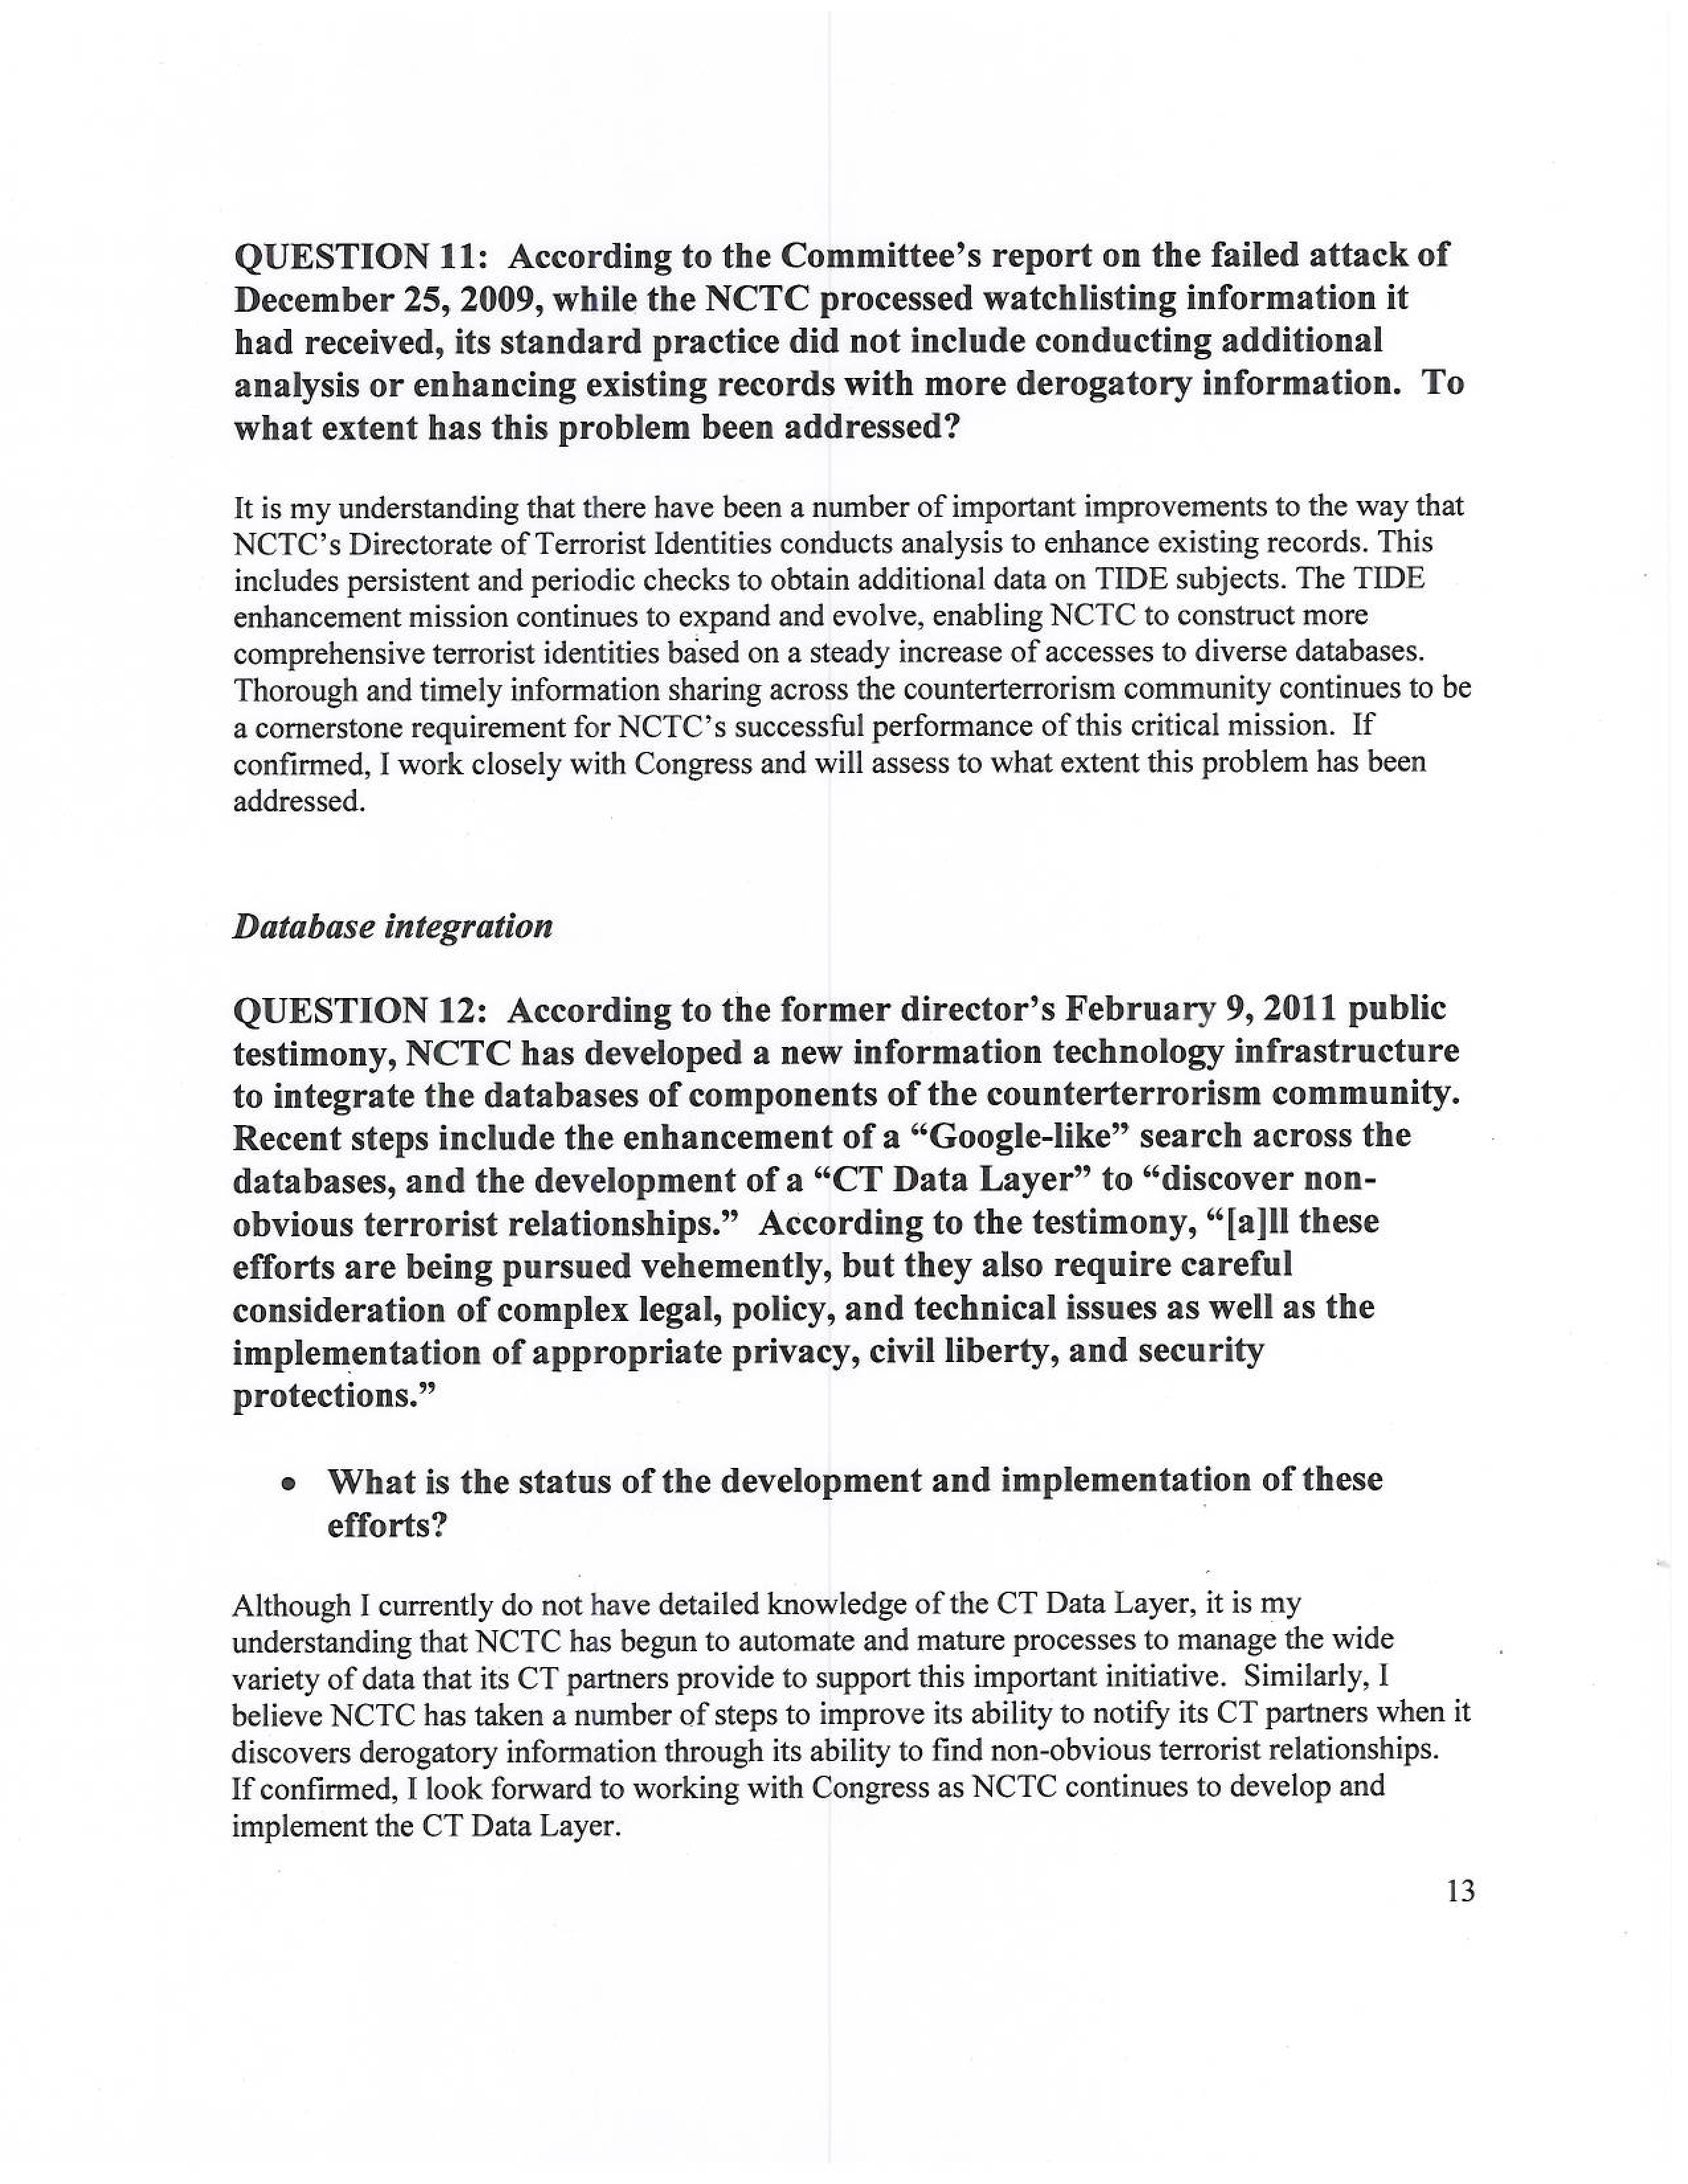 QUESTION 11:  According to the Committee's report on the failed attack of
December 25, 2009, while the NCTC processed watchlisting information it
had received, its standard practice did not include conducting additional
analysis or enhancing existing records with more derogatory information.  To
what extent has this problem been addressed?
It is my understanding that there have been a number of important improvements to the way that
NCTC's Directorate of Terrorist Identities conducts analysis to enhance existing records. This
includes persistent and periodic checks to obtain additional data on TIDE subjects. The TIDE
enhancement mission continues to expand and evolve, enabling NCTC to construct more
comprehensive terrorist identities based on a steady increase of accesses to diverse databases.
Thorough and timely information sharing across the counterterrorism community continues to be
a cornerstone requirement for NCTC's successful performance of this critical mission.  If
confirmed, I work closely with Congress and will assess to what extent this problem has been
addressed.
Database integration
QUESTION 12:  According to the former director's February 9, 2011 public
testimony, NCTC has developed a new information technology infrastructure
to integrate the databases of components of the counterterrorism community.
Recent steps include the enhancement of a “Google-like” search across the
databases, and the development of a “CT Data Layer” to “discover non-
obvious terrorist relationships.”  According to the testimony, “[a]ll these
efforts are being pursued vehemently, but they also require careful
consideration of complex legal, policy, and technical issues as well as the
implementation of appropriate privacy, civil liberty, and security
protections.”
• What is the status of the development and implementation of these
efforts?
Although I currently do not have detailed knowledge of the CT Data Layer, it is my
understanding that NCTC has begun to automate and mature processes to manage the wide
variety of data that its CT partners provide to support this important initiative.  Similarly, I
believe NCTC has taken a number of steps to improve its ability to notify its CT partners when it
discovers derogatory information through its ability to find non-obvious terrorist relationships.
If confirmed, I look forward to working with Congress as NCTC continues to develop and
implement the CT Data Layer.
13